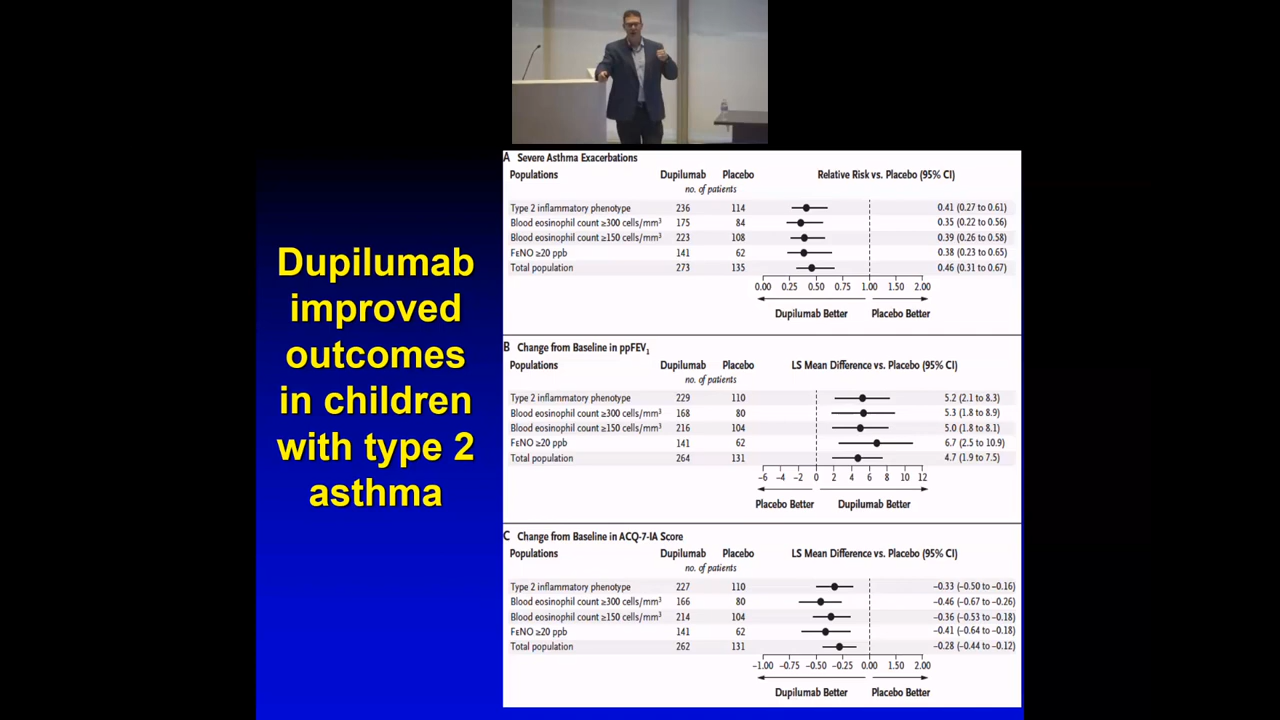 Dupilumab
improved
outcomes
in children
with type 2
asthma
A Severe Asthma Exacerbations
Populations Dupilumab Placebo Relative Risk vs. Placebo (95% CI)
no. of patients
Type 2 inflammatory phenotype 236 114 0.41 (0.27 to 0.61)
Blood eosinophil count ≥300 cells/mm³ 175 84 0.35 (0.22 to 0.56)
Blood eosinophil count ≥150 cells/mm³ 223 108 0.39 (0.26 to 0.58)
FENO ≥20 ppb 141 62 0.38 (0.23 to 0.65)
Total population 273 135 0.46 (0.31 to 0.67)
0.00 0.25 0.50 0.75 1.00 1.50 2.00
Dupilumab Better Placebo Better
B Change from Baseline in ppFEV₁
Populations Dupilumab Placebo LS Mean Difference vs. Placebo (95% CI)
no. of patients
Type 2 inflammatory phenotype 229 110 5.2 (2.1 to 8.3)
Blood eosinophil count ≥300 cells/mm³ 168 80 5.3 (1.8 to 8.9)
Blood eosinophil count ≥150 cells/mm³ 216 104 5.0 (1.8 to 8.1)
FENO ≥20 ppb 141 62 6.7 (2.5 to 10.9)
Total population 264 131 4.7 (1.9 to 7.5)
−6 −4 −2 0 2 4 6 8 10 12
Placebo Better Dupilumab Better
C Change from Baseline in ACQ-7-IA Score
Populations Dupilumab Placebo LS Mean Difference vs. Placebo (95% CI)
no. of patients
Type 2 inflammatory phenotype 227 110 −0.33 (−0.50 to −0.16)
Blood eosinophil count ≥300 cells/mm³ 166 80 −0.46 (−0.67 to −0.26)
Blood eosinophil count ≥150 cells/mm³ 214 104 −0.36 (−0.53 to −0.18)
FENO ≥20 ppb 141 62 −0.41 (−0.64 to −0.18)
Total population 262 131 −0.28 (−0.44 to −0.12)
−1.00 −0.75 −0.50 −0.25 0.00 1.50 2.00
Dupilumab Better Placebo Better